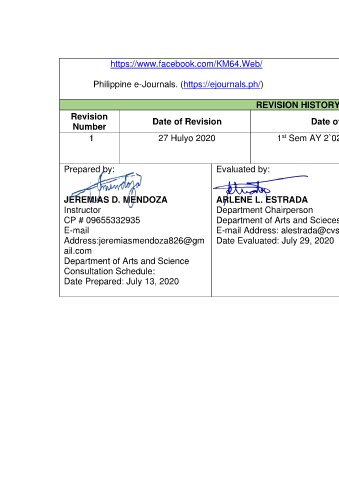 https://www.facebook.com/KM64.Web/
Philippine e-Journals. (https://ejournals.ph/)
REVISION HISTORY
Revision Number
Date of Revision
Date o
1
27 Hulyo 2020
1st Sem AY 2`02
Prepared by:
JEREMIAS D. MENDOZA
Instructor
CP # 09655332935
E-mail
Address:jeremiasmendoza826@gm
ail.com
Department of Arts and Science
Consultation Schedule:
Date Prepared: July 13, 2020
Evaluated by:
ARLENE L. ESTRADA
Department Chairperson
Department of Arts and Scieces
E-mail Address: alestrada@cvs
Date Evaluated: July 29, 2020